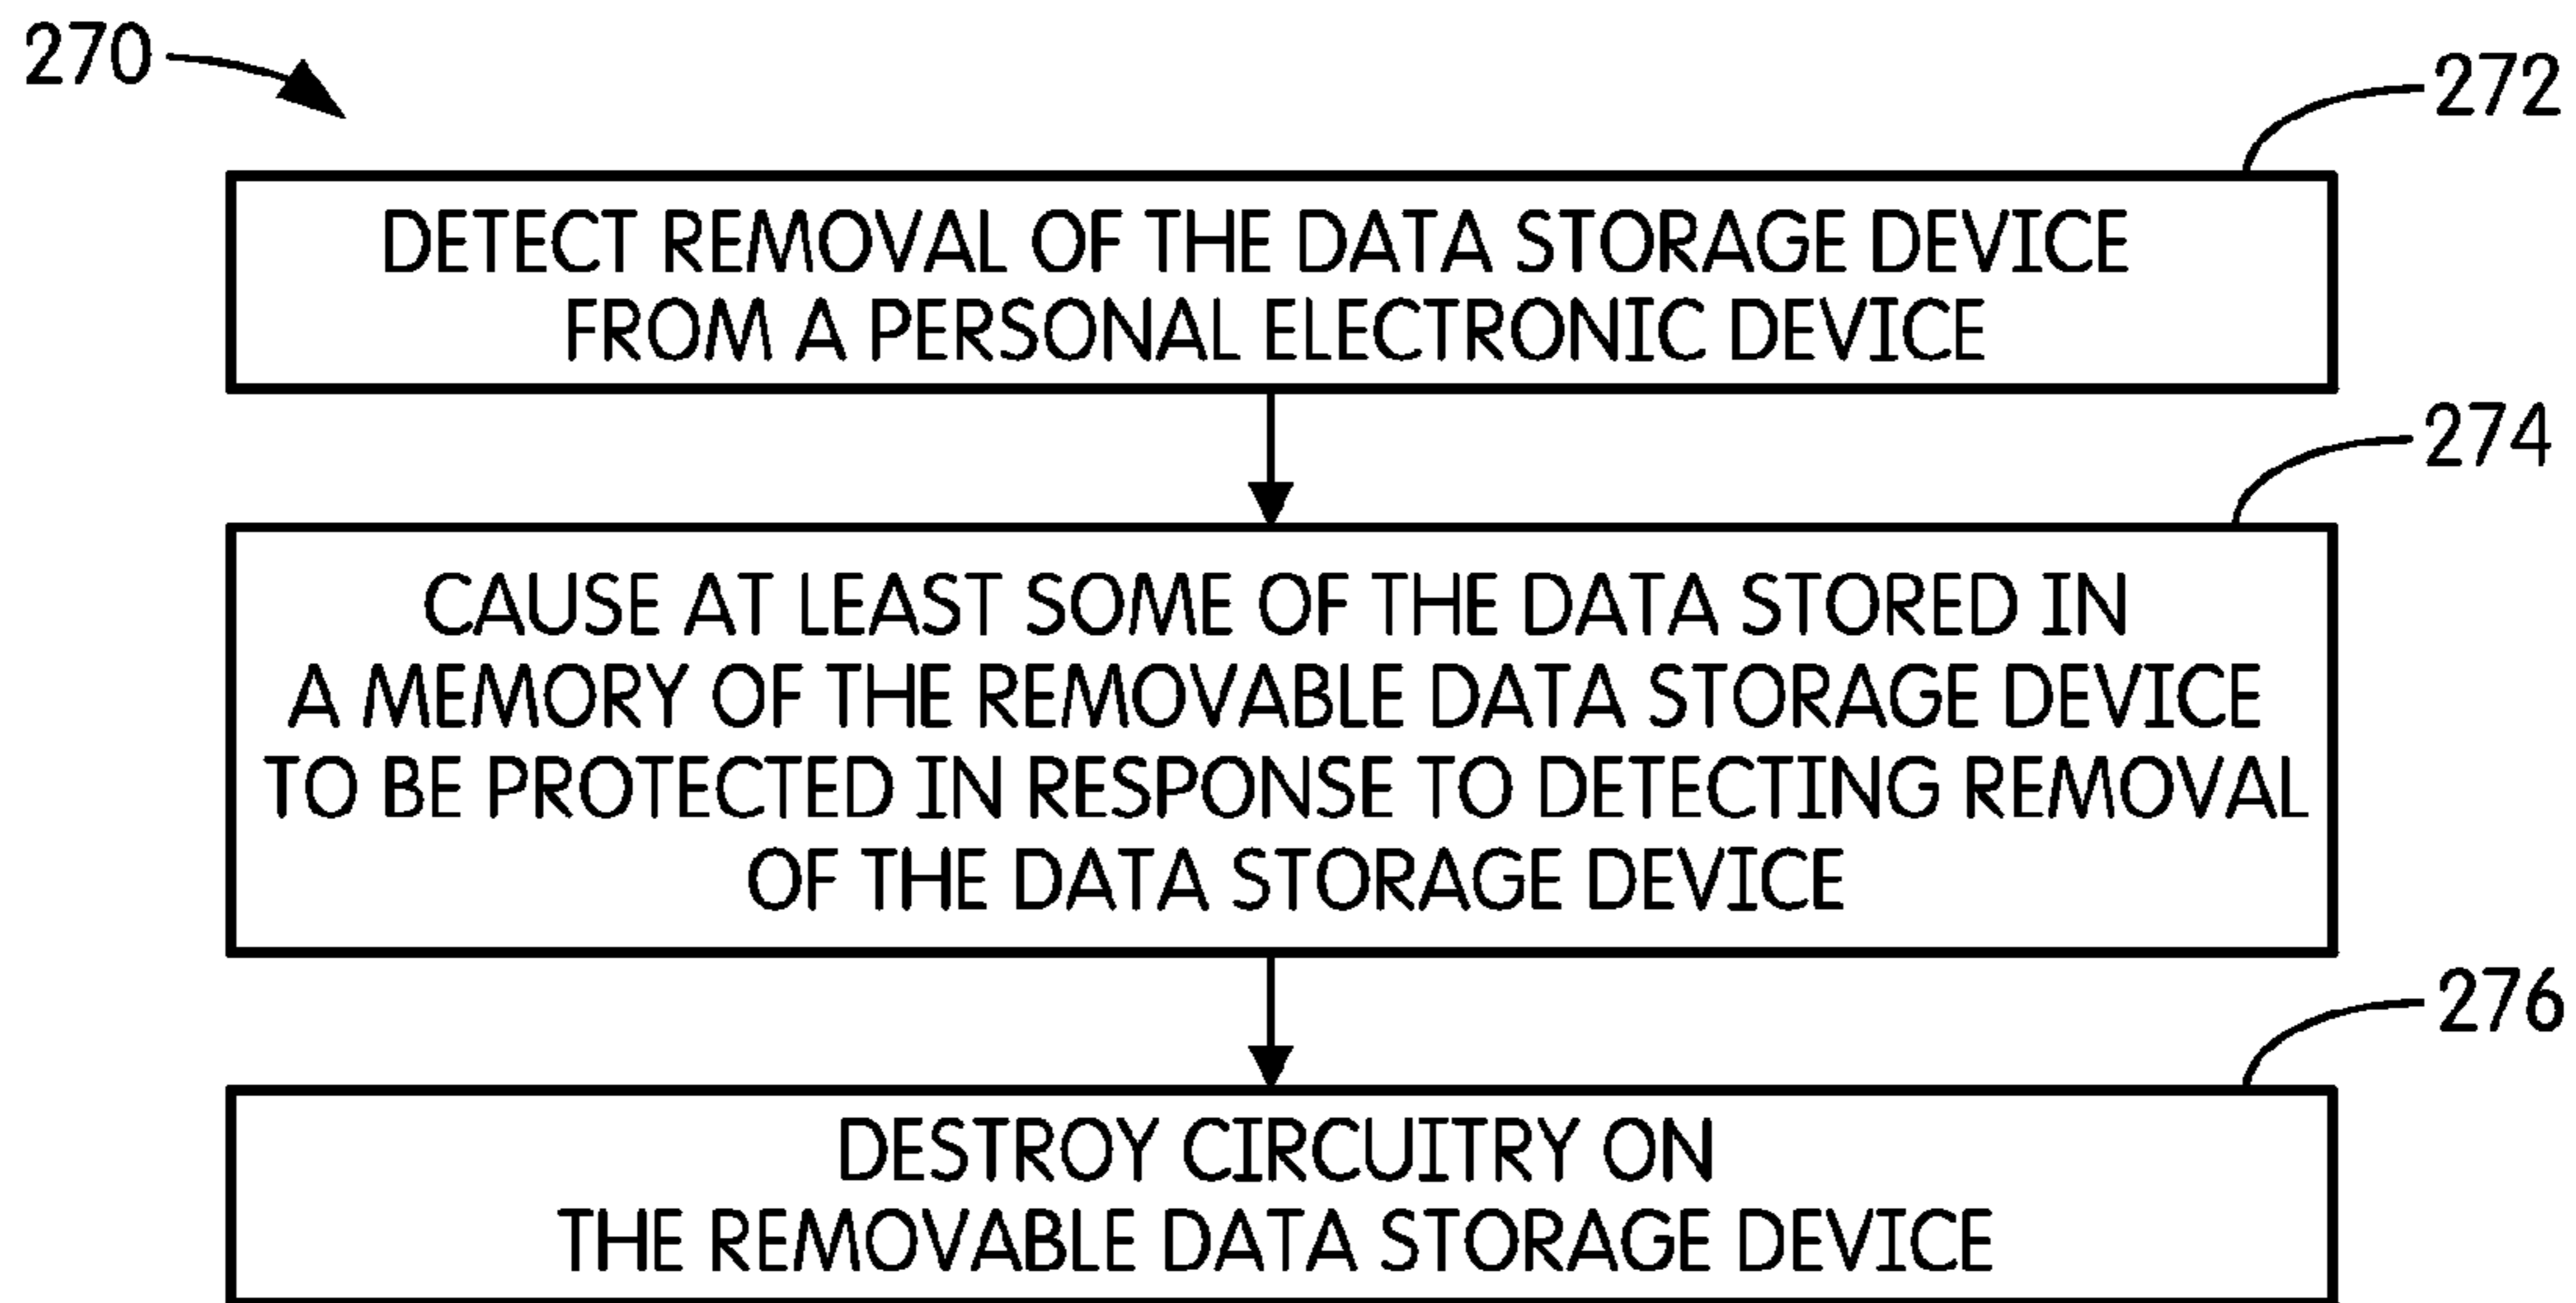 270
272
DETECT REMOVAL OF THE DATA STORAGE DEVICE
FROM A PERSONAL ELECTRONIC DEVICE
274
CAUSE AT LEAST SOME OF THE DATA STORED IN
A MEMORY OF THE REMOVABLE DATA STORAGE DEVICE
TO BE PROTECTED IN RESPONSE TO DETECTING REMOVAL
OF THE DATA STORAGE DEVICE
276
DESTROY CIRCUITRY ON
THE REMOVABLE DATA STORAGE DEVICE